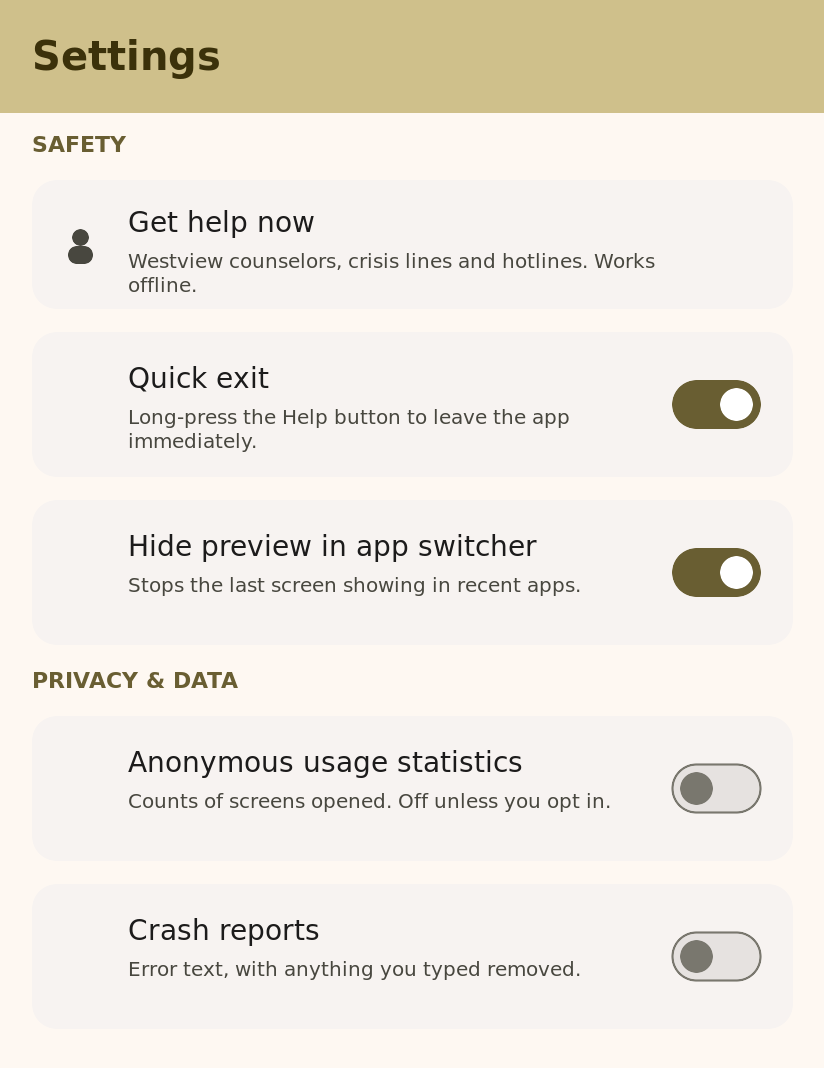 Settings
SAFETY
Get help now
Westview counselors, crisis lines and hotlines. Works
offline.
Quick exit
Long-press the Help button to leave the app
immediately.
Hide preview in app switcher
Stops the last screen showing in recent apps.
PRIVACY & DATA
Anonymous usage statistics
Counts of screens opened. Off unless you opt in.
Crash reports
Error text, with anything you typed removed.